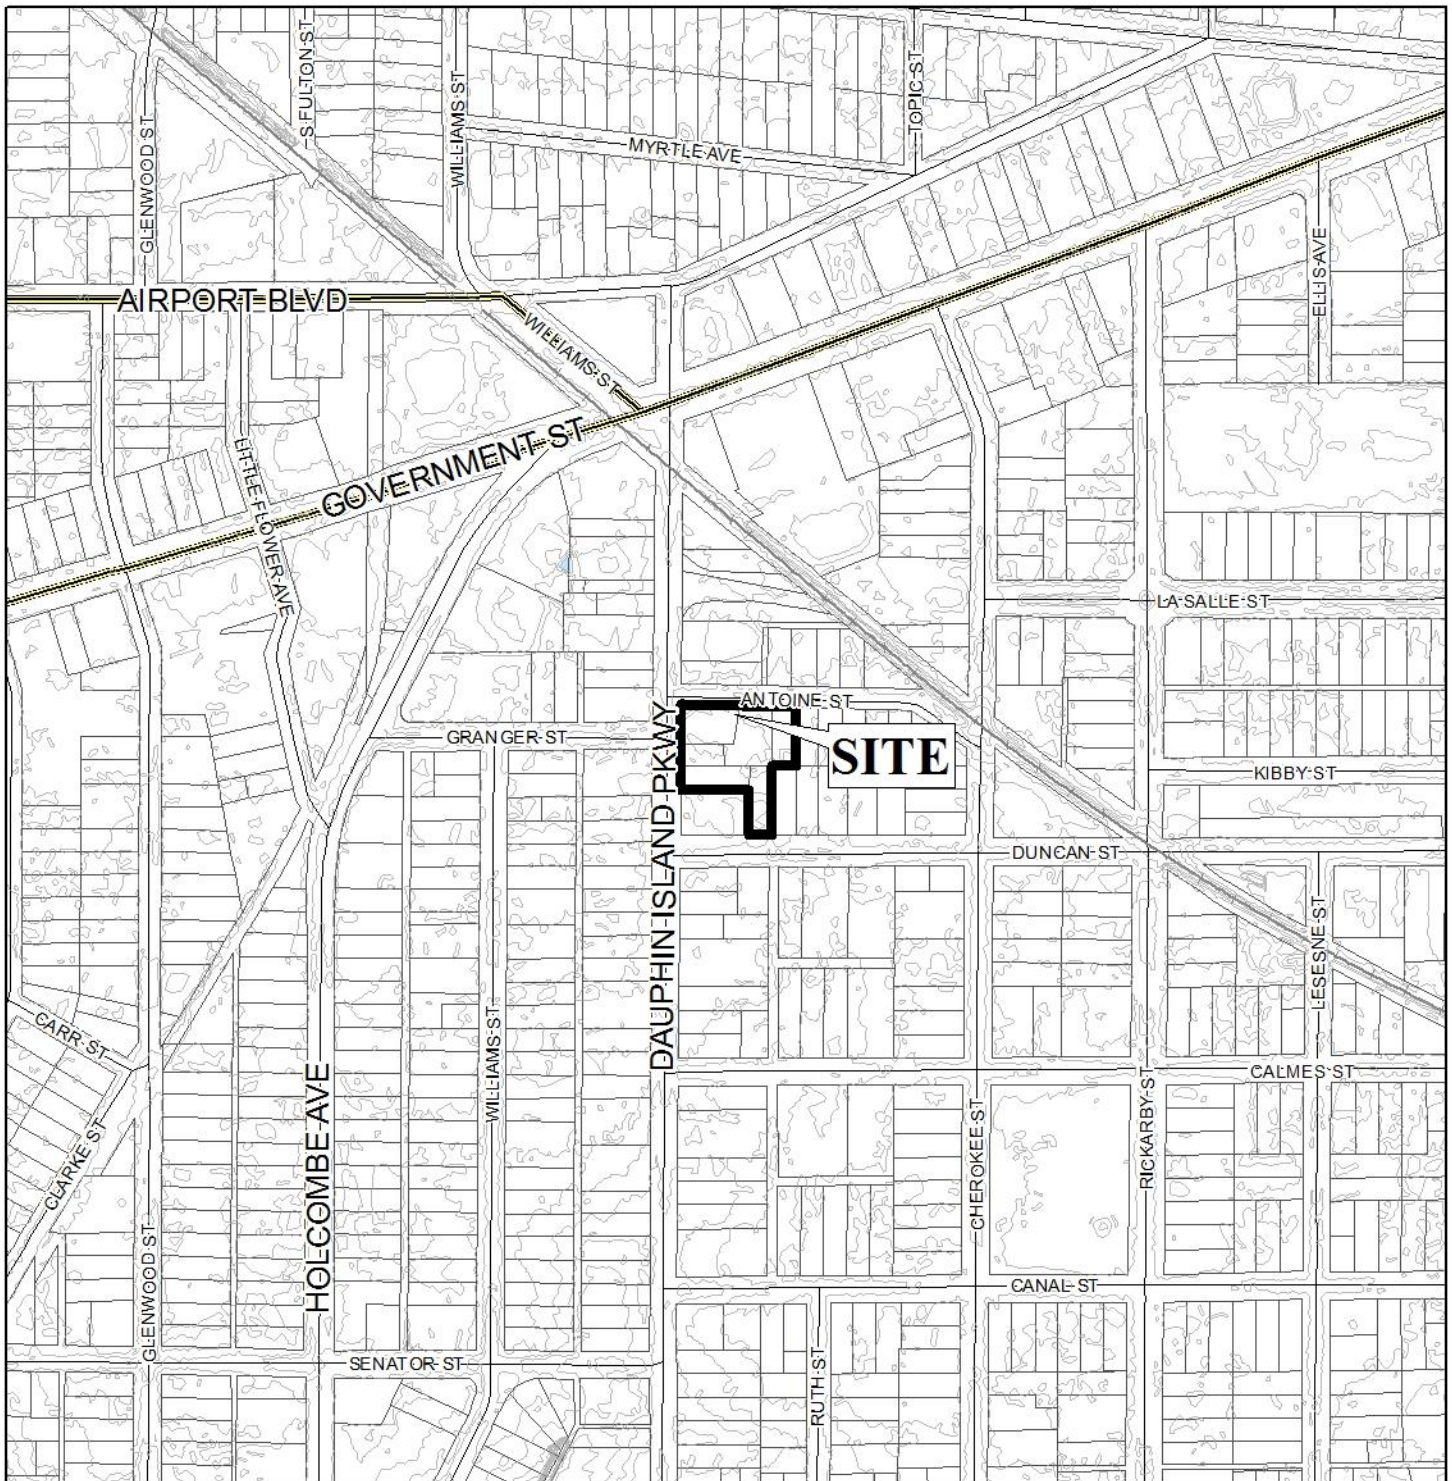 S FULTON ST
TOPIC ST
WILLIAMS ST
GLENWOOD ST
MYRTLE AVE
ELLIS AVE
AIRPORT BLVD
WILLIAMS ST
GOVERNMENT ST
LITTLE FLOWER AVE
LA SALLE ST
ANTOINE ST
GRANGER ST
SITE
KIBBY ST
DAUPHIN ISLAND PKWY
DUNCAN ST
LESESNE ST
CARR ST
WILLIAMS ST
CALMES ST
CLARKE ST
HOLCOMBE AVE
CHEROKEE ST
RICKARBY ST
GLENWOOD ST
CANAL ST
SENATOR ST
RUTH ST